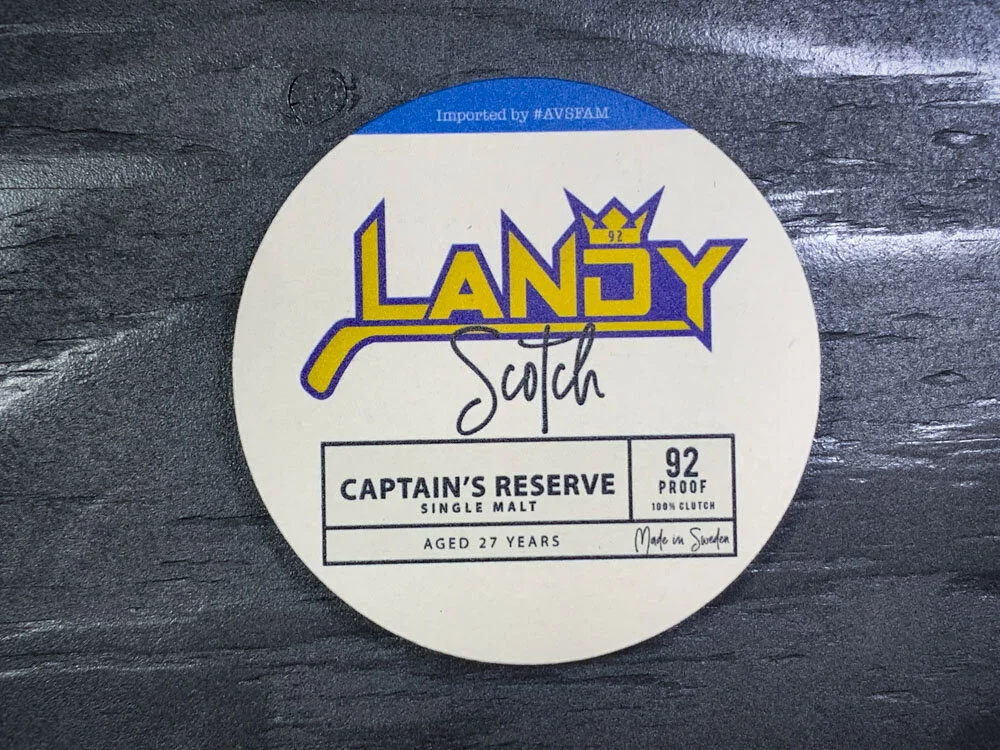 Imported by #AVSFAM
92
LANDY
Scotch
CAPTAIN'S RESERVE
SINGLE MALT
92
PROOF
100% CLUTCH
AGED 27 YEARS
Made in Sweden